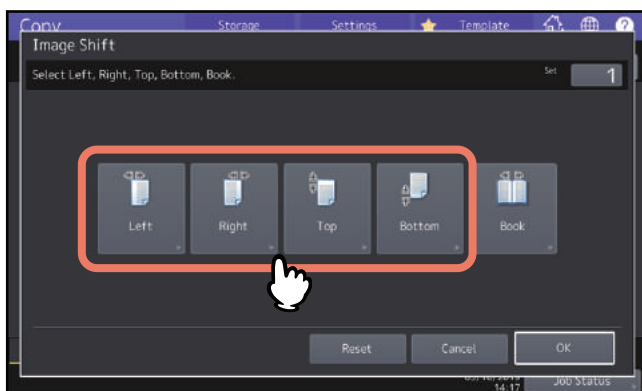 Copy Storage Settings Template
Image Shift
Select Left, Right, Top, Bottom, Book. Set 1
Left Right Top Bottom Book
Reset Cancel OK
14:17 Job Status